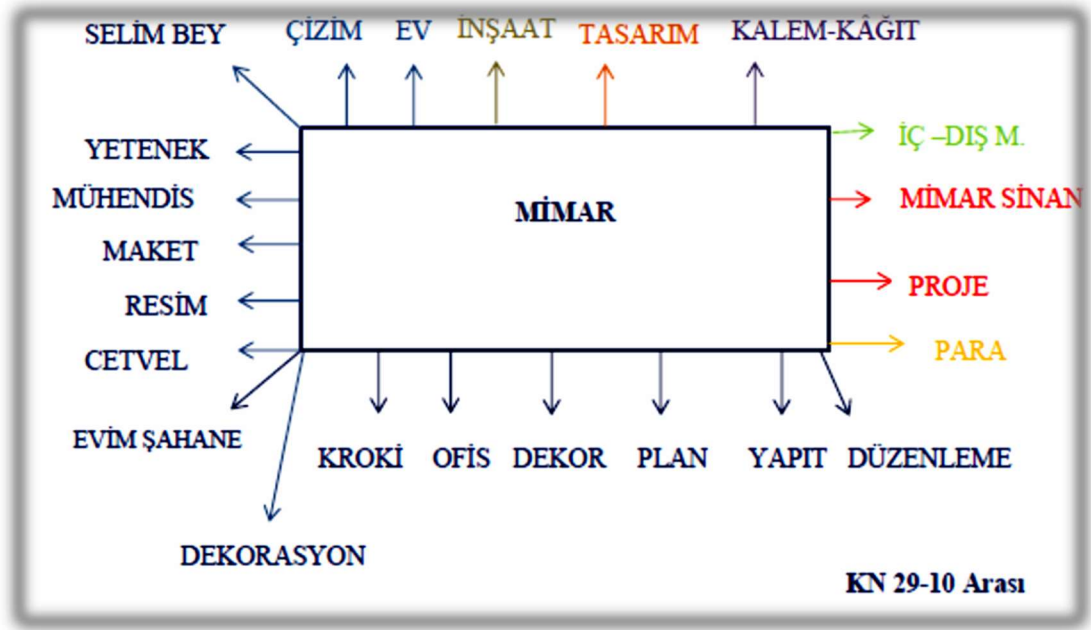 SELİM BEY
ÇİZİM
EV
İNŞAAT
TASARIM
KALEM-KÂĞIT
İÇ –DIŞ M.
YETENEK
MÜHENDİS
MİMAR
MİMAR SİNAN
MAKET
PROJE
RESİM
CETVEL
PARA
EVİM ŞAHANE
KROKİ
OFİS
DEKOR
PLAN
YAPIT
DÜZENLEME
DEKORASYON
KN 29-10 Arası